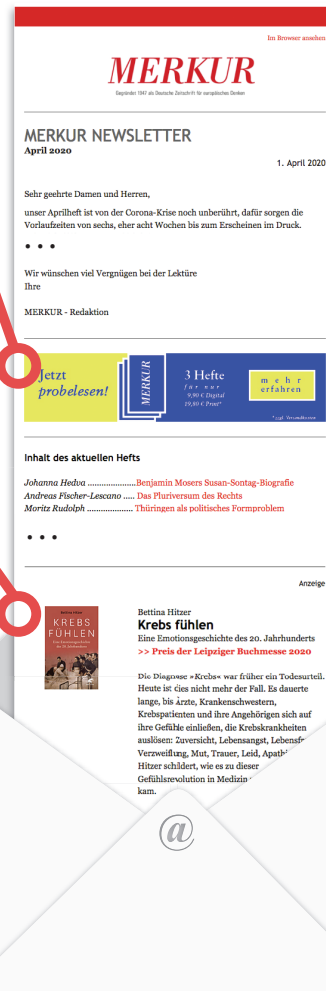 Im Browser ansehen
MERKUR
Gegründet 1947 als Deutsche Zeitschrift für europäisches Denken
MERKUR NEWSLETTER
April 2020
1. April 2020
Sehr geehrte Damen und Herren,
unser Aprilheft ist von der Corona-Krise noch unberührt, dafür sorgen die
Vorlaufzeiten von sechs, eher acht Wochen bis zum Erscheinen im Druck.
• • •
Wir wünschen viel Vergnügen bei der Lektüre
Ihre
MERKUR - Redaktion
Jetzt
probelesen!
MERKUR
3 Hefte
für nur
9,90 € Digital
19,80 € Print*
mehr
erfahren
*zzgl. Versandkosten
Inhalt des aktuellen Hefts
Johanna Hedva .....................Benjamin Mosers Susan-Sontag-Biografie
Andreas Fischer-Lescano ..... Das Pluriversum des Rechts
Moritz Rudolph ................... Thüringen als politisches Formproblem
• • •
Anzeige
Bettina Hitzer
KREBS
FÜHLEN
Bettina Hitzer
Krebs fühlen
Eine Emotionsgeschichte des 20. Jahrhunderts
>> Preis der Leipziger Buchmesse 2020
Die Diagnose »Krebs« war früher ein Todesurteil.
Heute ist dies nicht mehr der Fall. Es dauerte
lange, bis Ärzte, Krankenschwestern,
Krebspatienten und ihre Angehörigen sich auf
ihre Gefühle einließen, die Krebskrankheiten
auslösen: Zuversicht, Lebensangst,
Verzweiflung, Mut, Trauer, Leid,
Hitzer schildert, wie es zu dieser
Gefühlsrevolution in Medizin
kam.
@